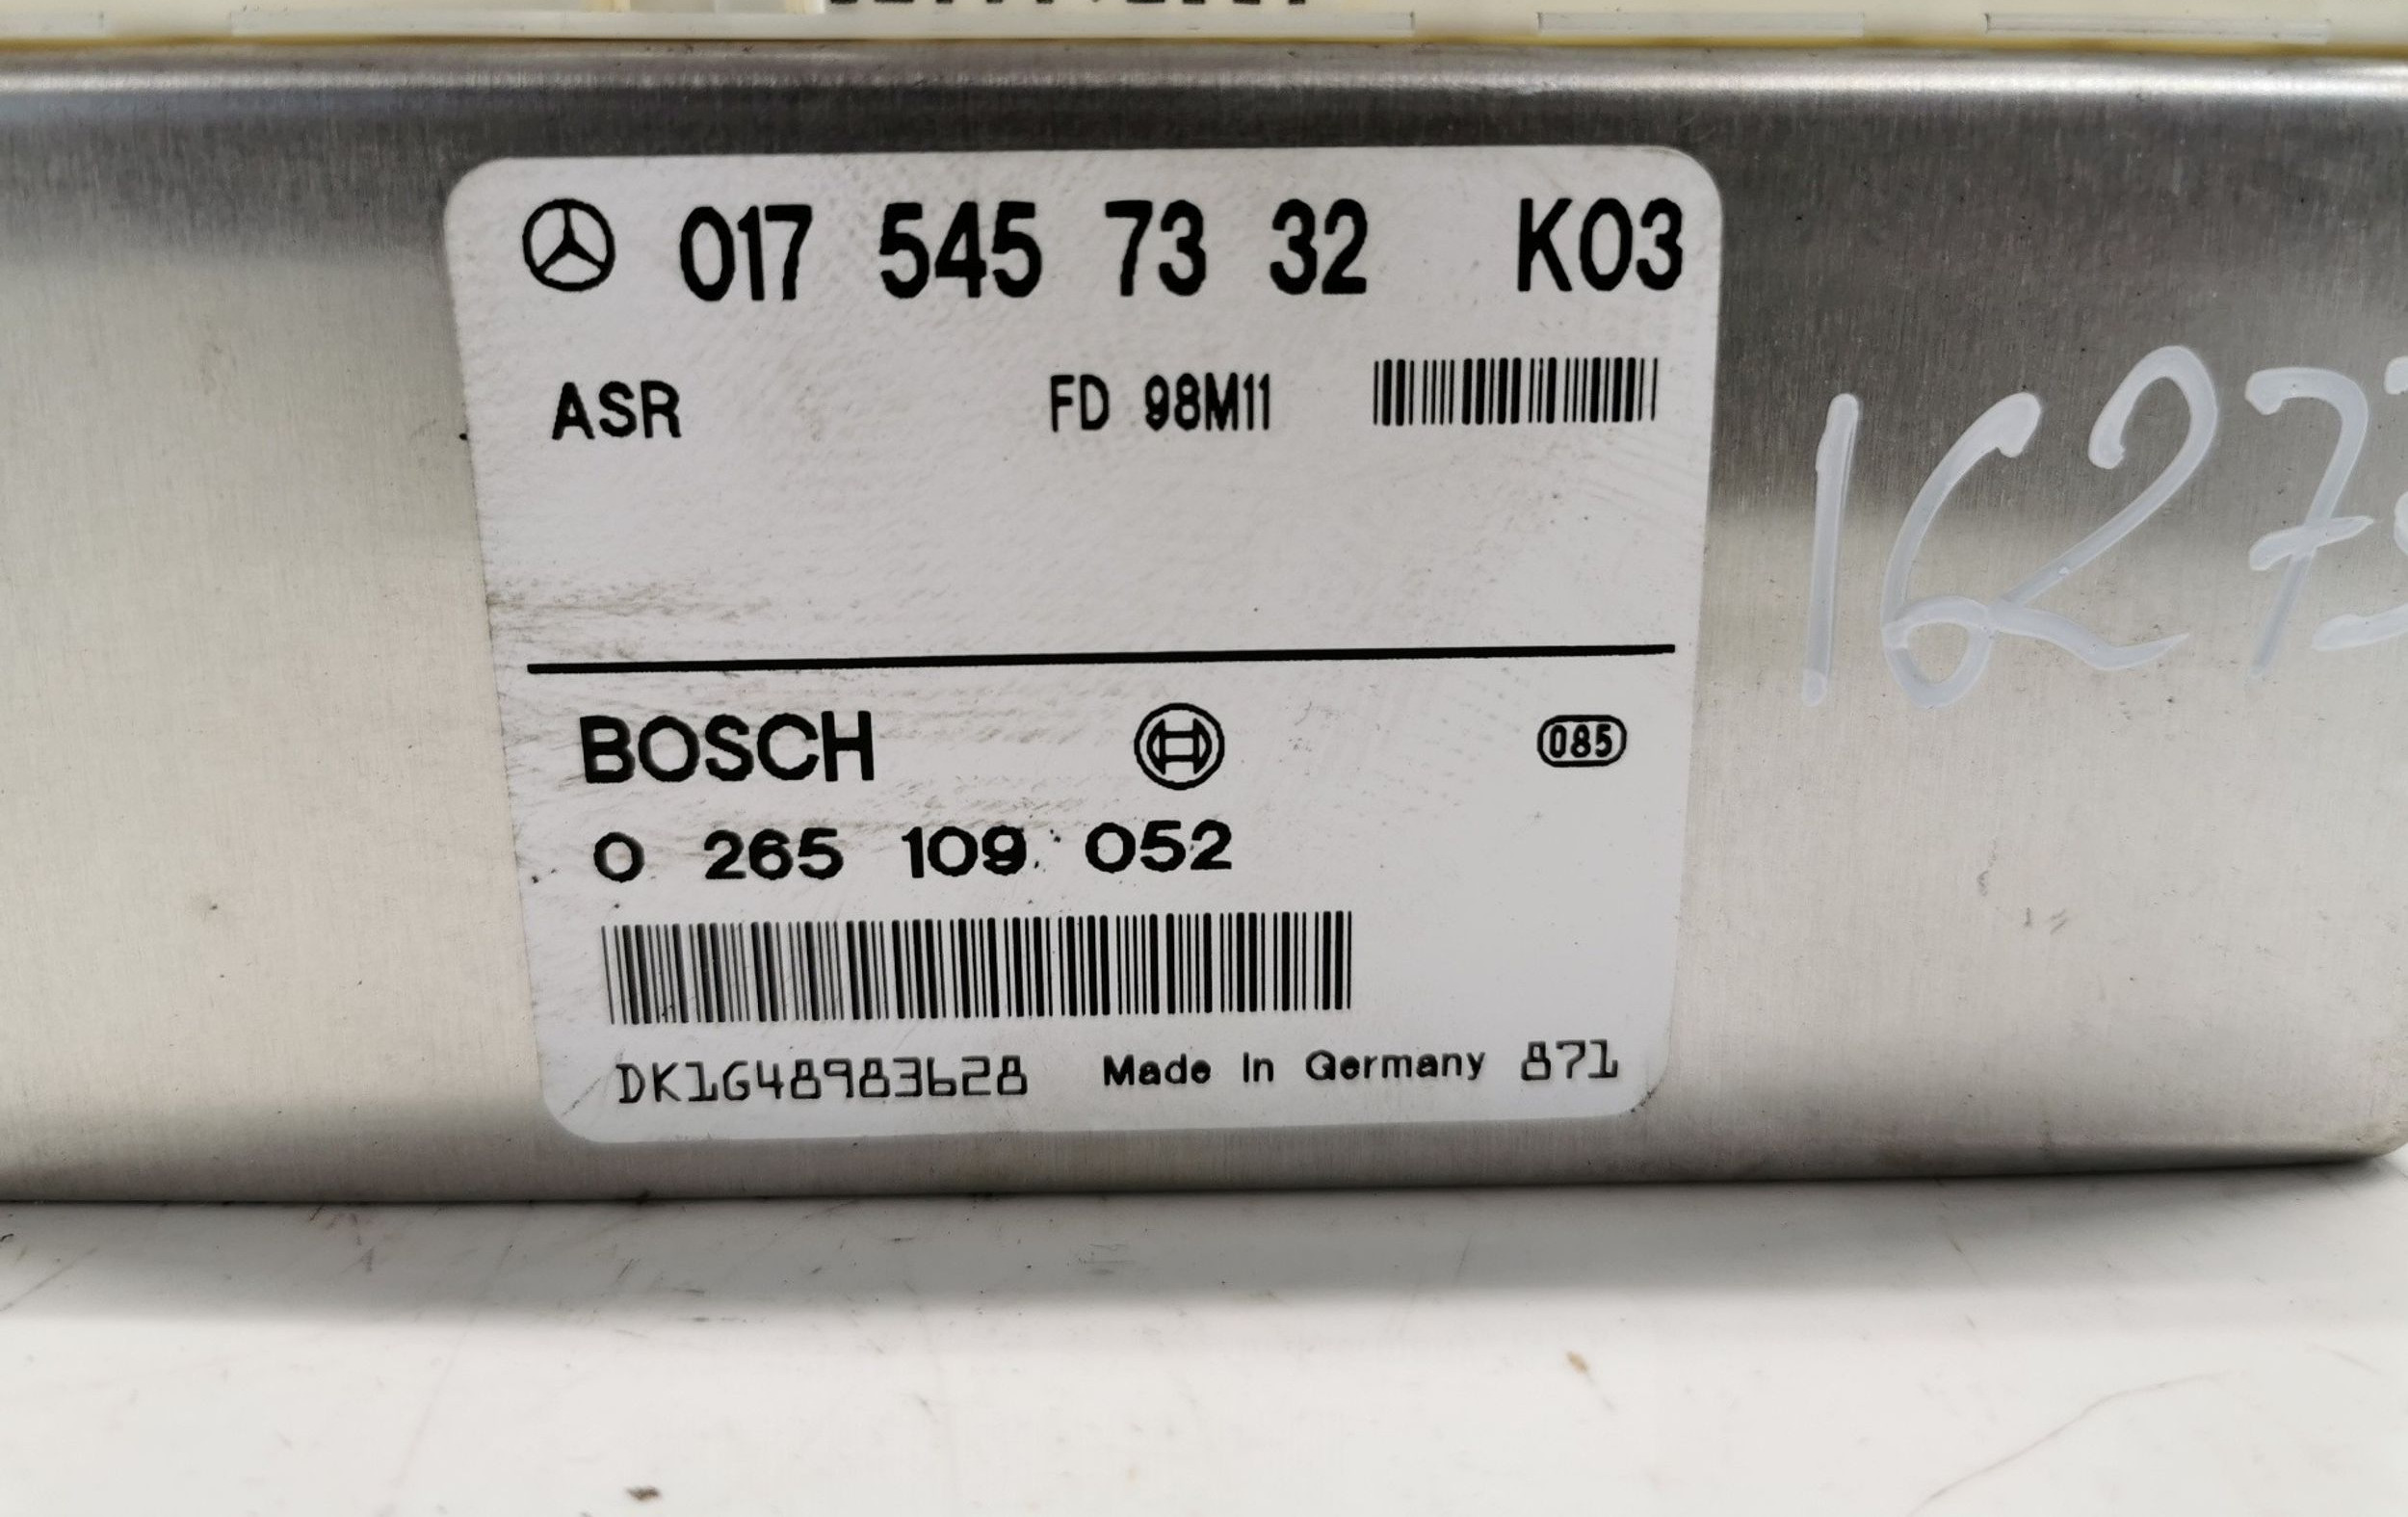 017 545 73 32 K03
ASR FD 98M11
1627
BOSCH 085
0 265 109 052
DK1G48983628 Made In Germany 871